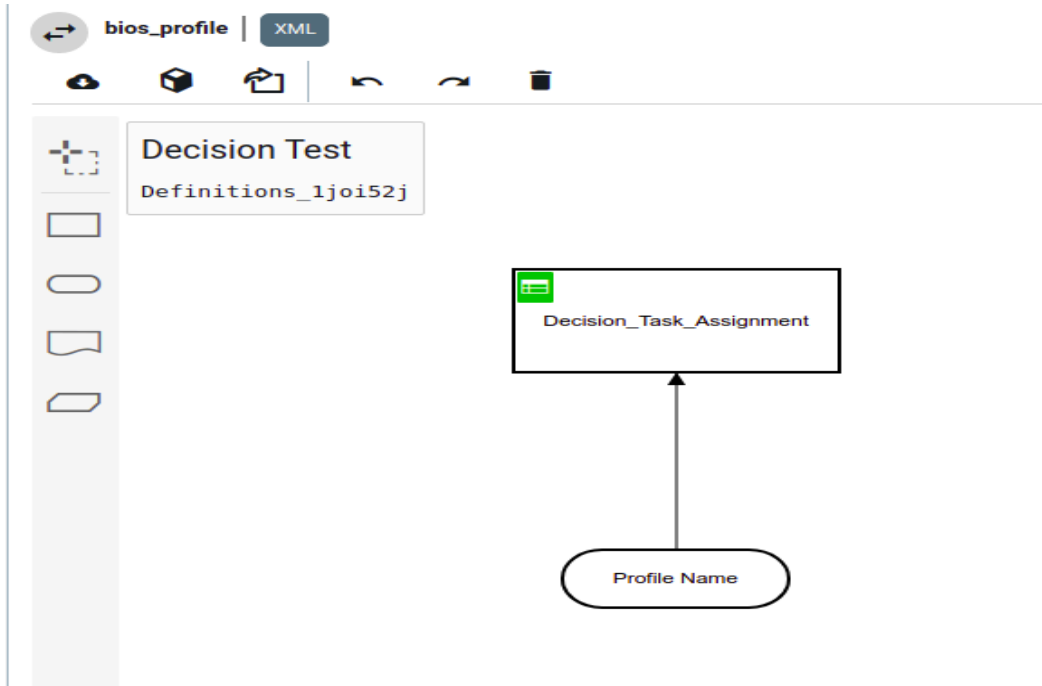 bios_profile
XML
Decision Test
Definitions_1joi52j
Decision_Task_Assignment
Profile Name